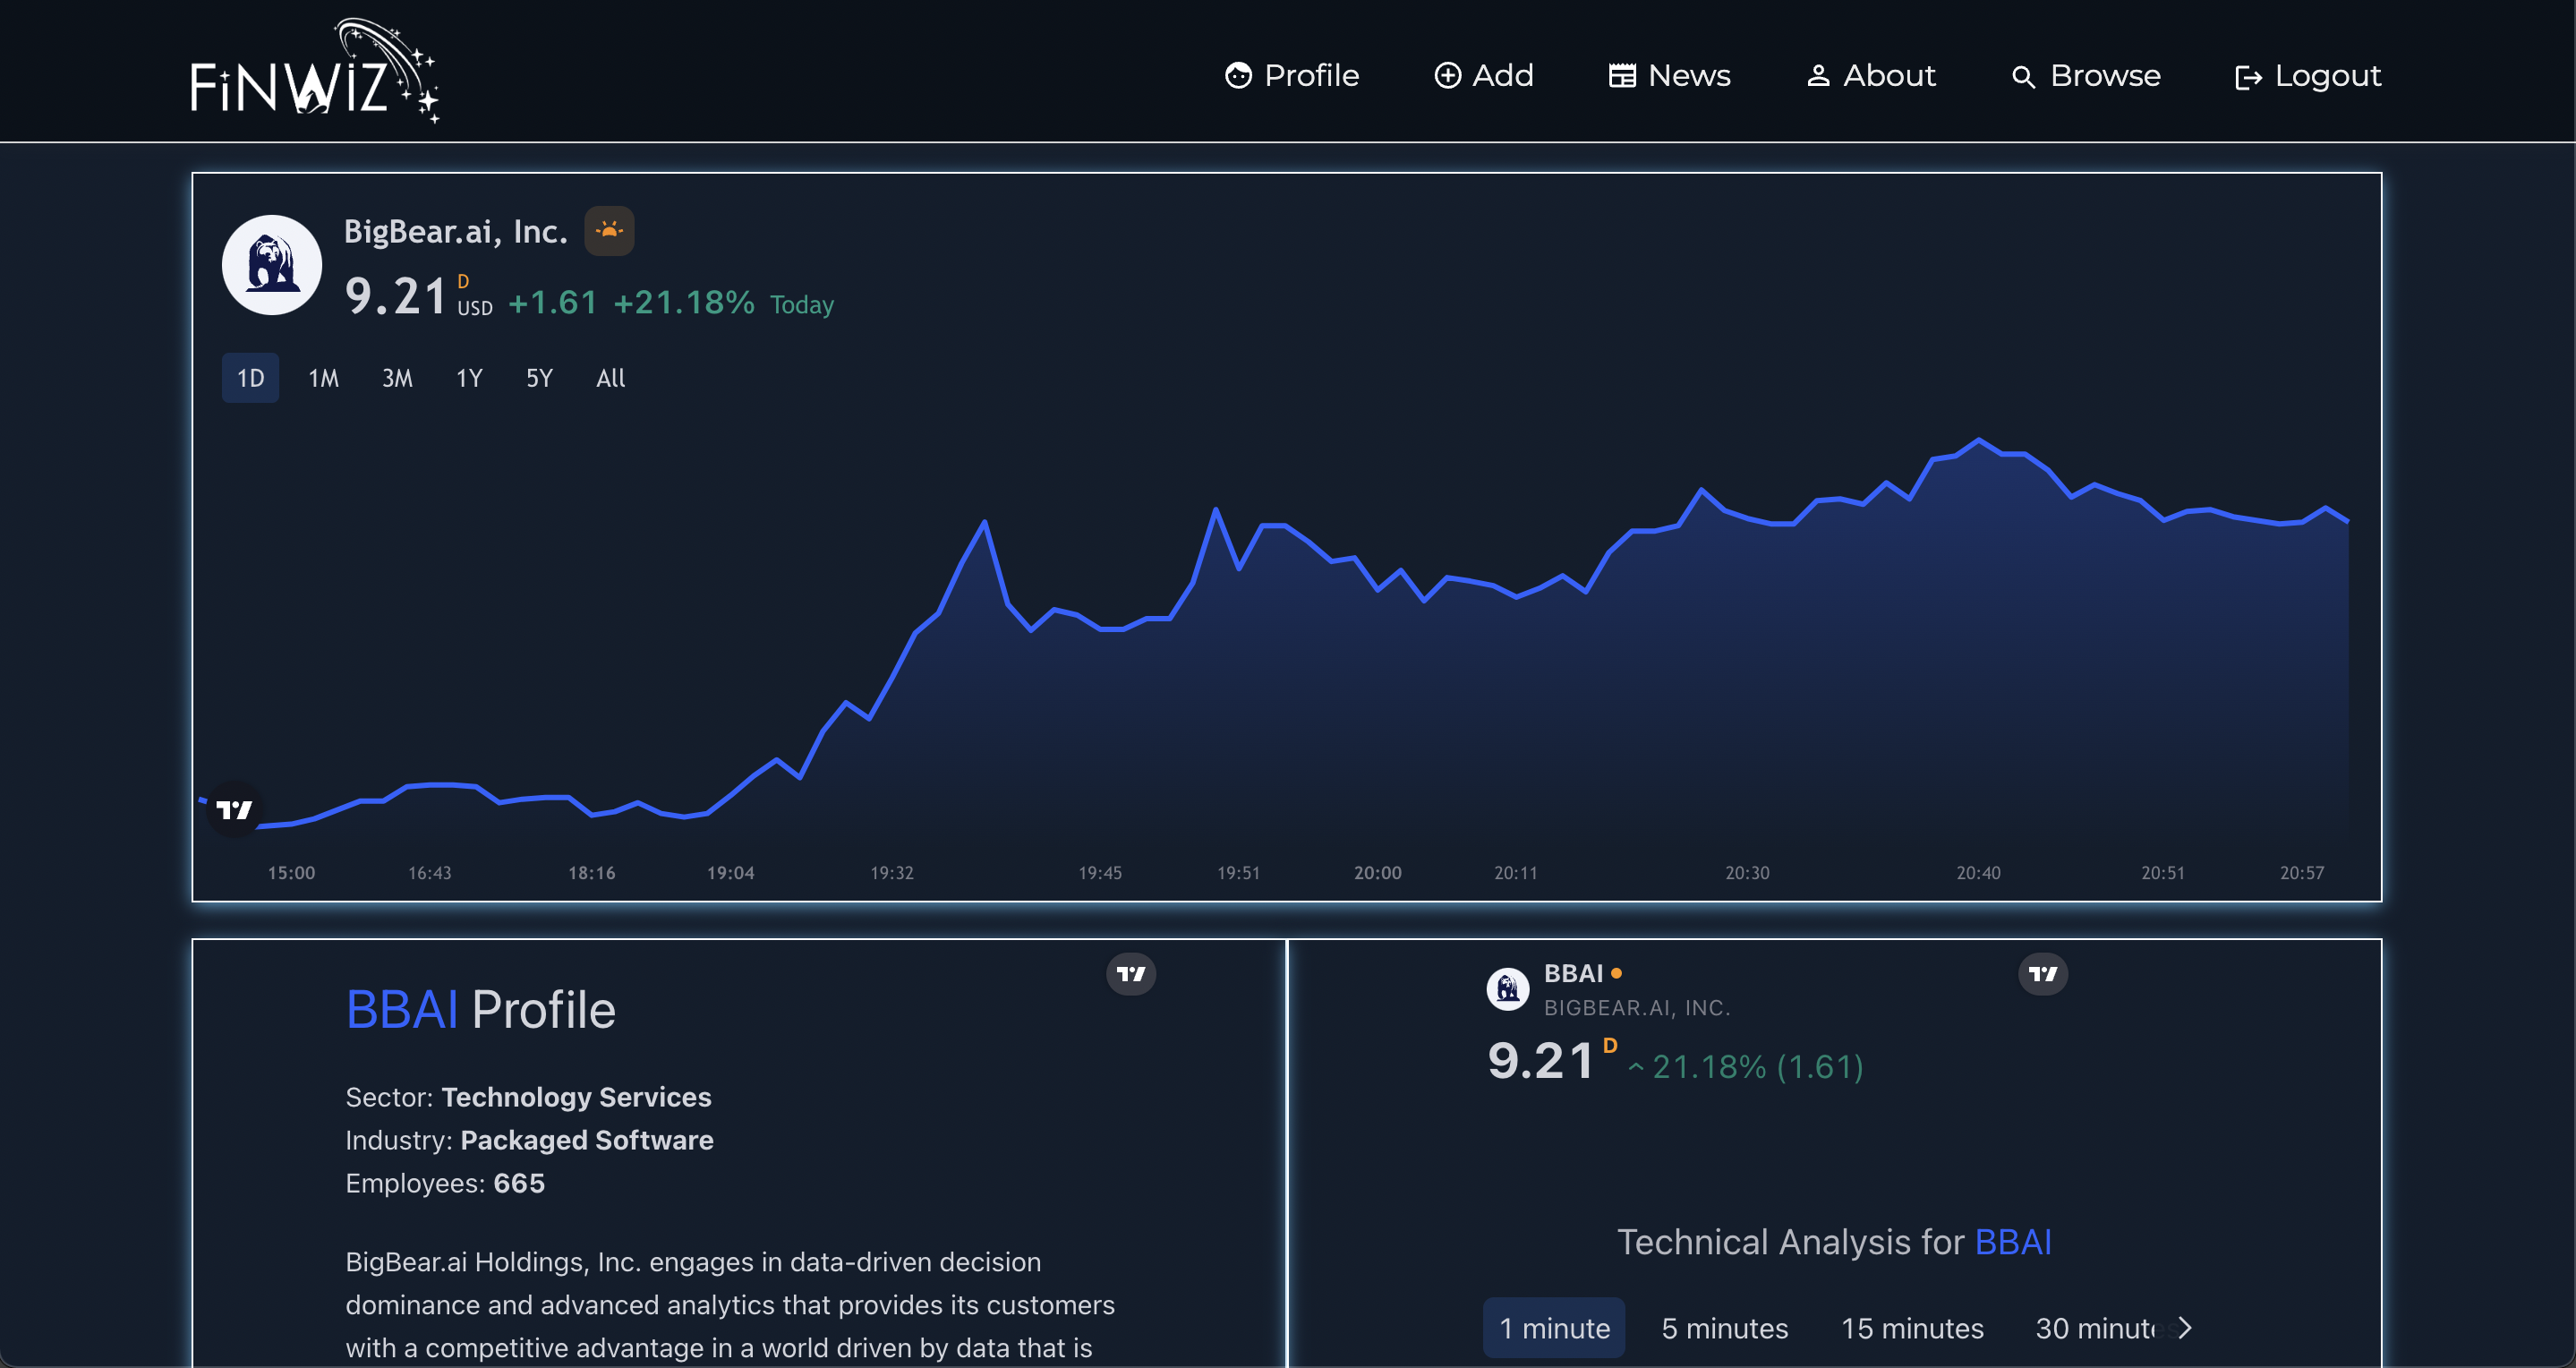 FiNWiZ
Profile Add News About Browse Logout
BigBear.ai, Inc.
9.21 D USD +1.61 +21.18% Today
1D 1M 3M 1Y 5Y All
15:00 16:43 18:16 19:04 19:32 19:45 19:51 20:00 20:11 20:30 20:40 20:51 20:57
BBAI Profile
Sector: Technology Services
Industry: Packaged Software
Employees: 665
BigBear.ai Holdings, Inc. engages in data-driven decision
dominance and advanced analytics that provides its customers
with a competitive advantage in a world driven by data that is
BBAI
BIGBEAR.AI, INC.
9.21 D 21.18% (1.61)
Technical Analysis for BBAI
1 minute 5 minutes 15 minutes 30 minutes